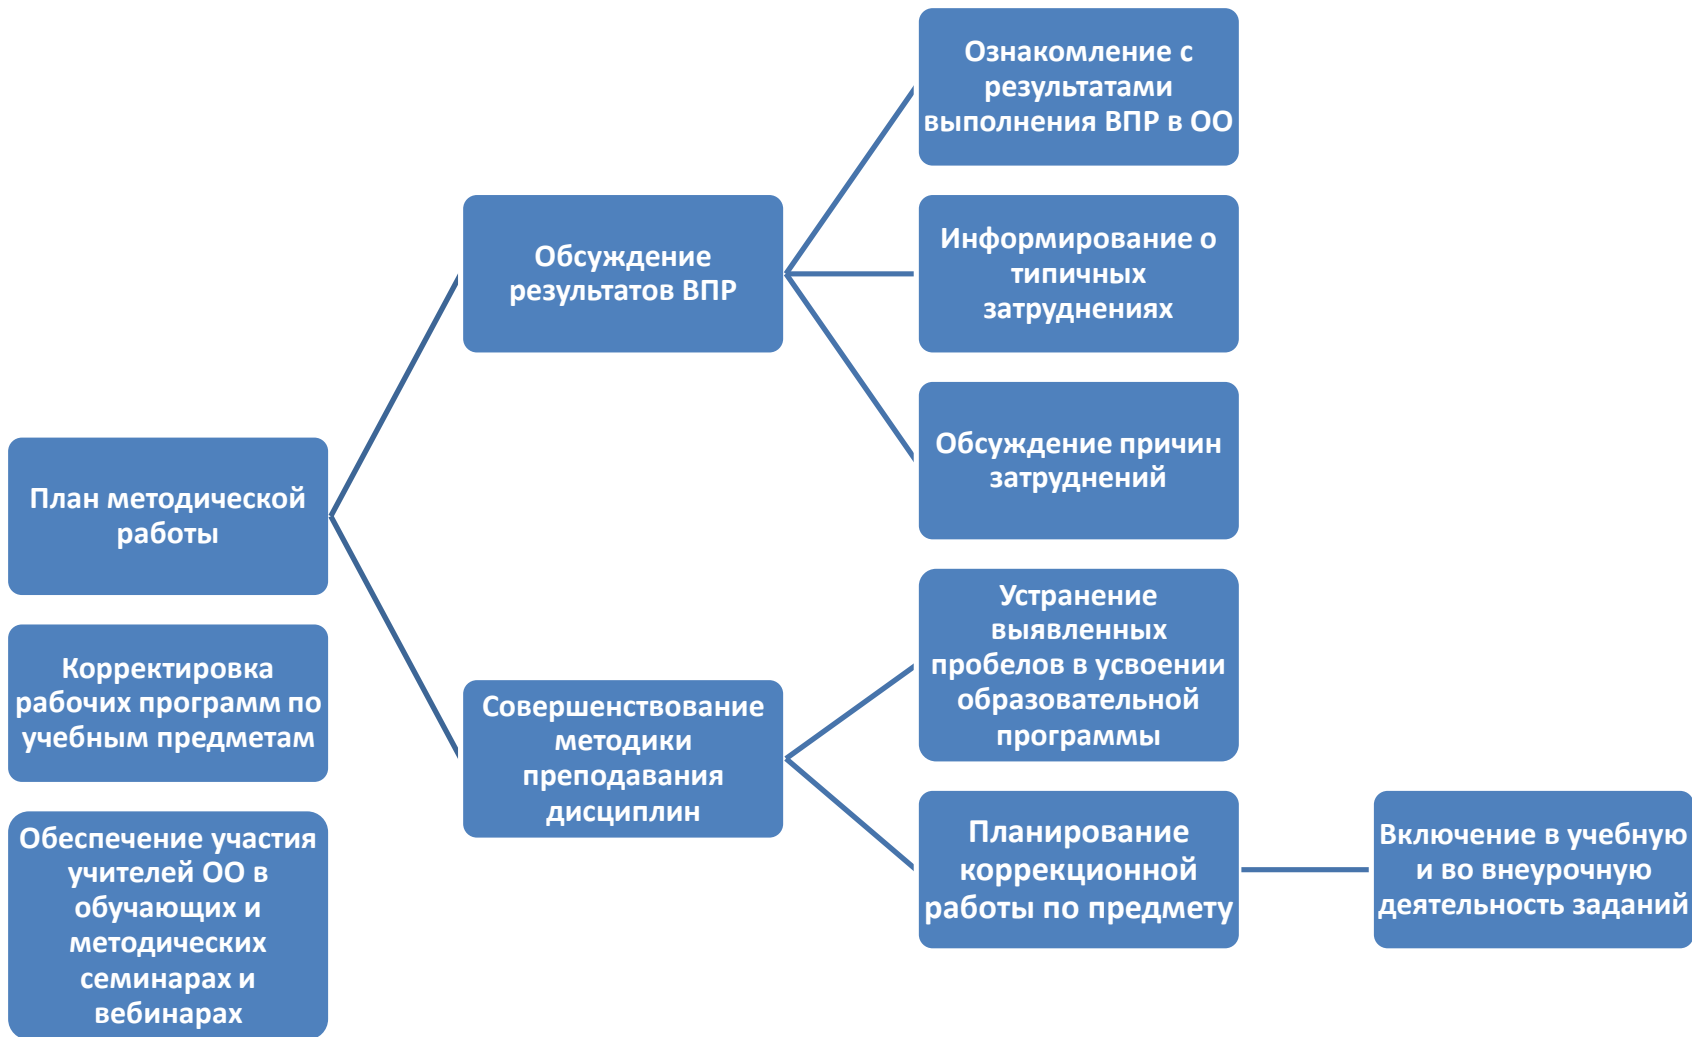 План методической
работы
Корректировка
рабочих программ по
учебным предметам
Обеспечение участия
учителей ОО в
обучающих и
методических
семинарах и
вебинарах
Обсуждение
результатов ВПР
Совершенствование
методики
преподавания
дисциплин
Ознакомление с
результатами
выполнения ВПР в ОО
Информирование о
типичных
затруднениях
Обсуждение причин
затруднений
Устранение
выявленных
пробелов в усвоении
образовательной
программы
Планирование
коррекционной
работы по предмету
Включение в учебную
и во внеурочную
деятельность заданий